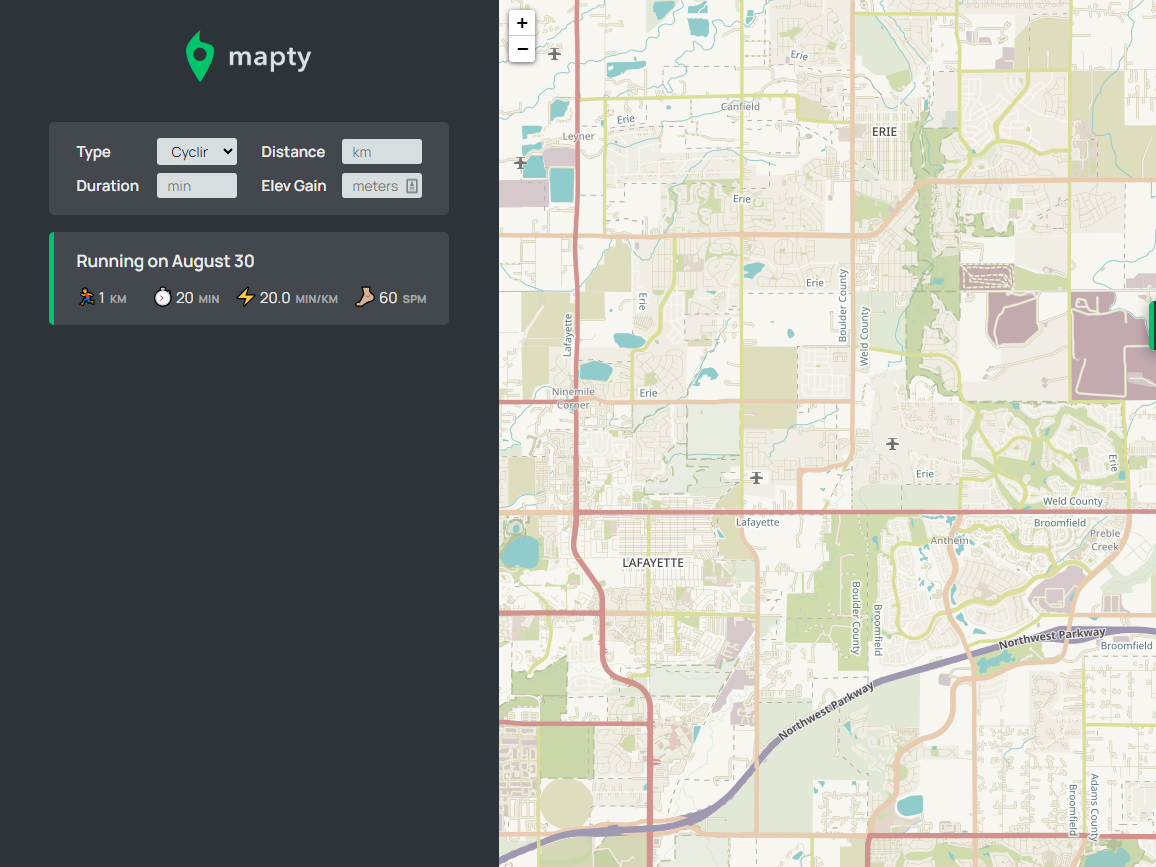 mapty
Type Cyclir Distance km
Duration min Elev Gain meters
Running on August 30
1 KM 20 MIN 20.0 MIN/KM 60 SPM
+
−
Erie
Canfield
Erie
ERIE
Leyner
Erie
Erie
Boulder County
Erie
Weld County
Lafayette
Ninemile
Corner
Erie
Erie
Erie
Weld County
Lafayette
Broomfield
Anthem
Preble
Creek
LAFAYETTE
Boulder County
Broomfield
Northwest Parkway
Broomfield
Northwest Parkway
Broomfield
Adams County